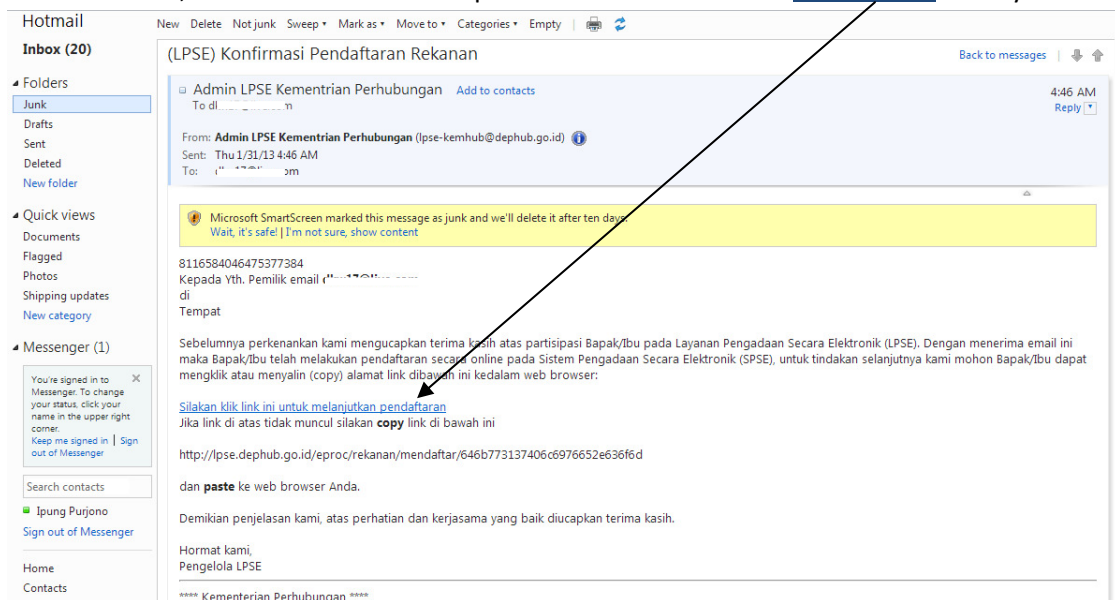 Hotmail
New Delete Not junk Sweep Mark as Move to Categories Empty
Inbox (20)
Folders
Junk
Drafts
Sent
Deleted
New folder
Quick views
Documents
Flagged
Photos
Shipping updates
New category
Messenger (1)
You're signed in to
Messenger. To change
your status, click your
name in the upper right
corner.
Keep me signed in | Sign
out of Messenger
Search contacts
Ipung Purjono
Sign out of Messenger
Home
Contacts
(LPSE) Konfirmasi Pendaftaran Rekanan
Back to messages
Admin LPSE Kementrian Perhubungan Add to contacts
4:46 AM
To
Reply
From: Admin LPSE Kementrian Perhubungan (lpse-kemhub@dephub.go.id)
Sent: Thu 1/31/13 4:46 AM
To:
Microsoft SmartScreen marked this message as junk and we'll delete it after ten days.
Wait, it's safe! | I'm not sure, show content
8116584046475377384
Kepada Yth. Pemilik email
di
Tempat
Sebelumnya perkenankan kami mengucapkan terima kasih atas partisipasi Bapak/Ibu pada Layanan Pengadaan Secara Elektronik (LPSE). Dengan menerima email ini
maka Bapak/Ibu telah melakukan pendaftaran secara online pada Sistem Pengadaan Secara Elektronik (SPSE), untuk tindakan selanjutnya kami mohon Bapak/Ibu dapat
mengklik atau menyalin (copy) alamat link dibawah ini kedalam web browser:
Silakan klik link ini untuk melanjutkan pendaftaran
Jika link di atas tidak muncul silakan copy link di bawah ini
http://lpse.dephub.go.id/eproc/rekanan/mendaftar/646b773137406c6976652e636f6d
dan paste ke web browser Anda.
Demikian penjelasan kami, atas perhatian dan kerjasama yang baik diucapkan terima kasih.
Hormat kami,
Pengelola LPSE
**** Kementerian Perhubungan ****